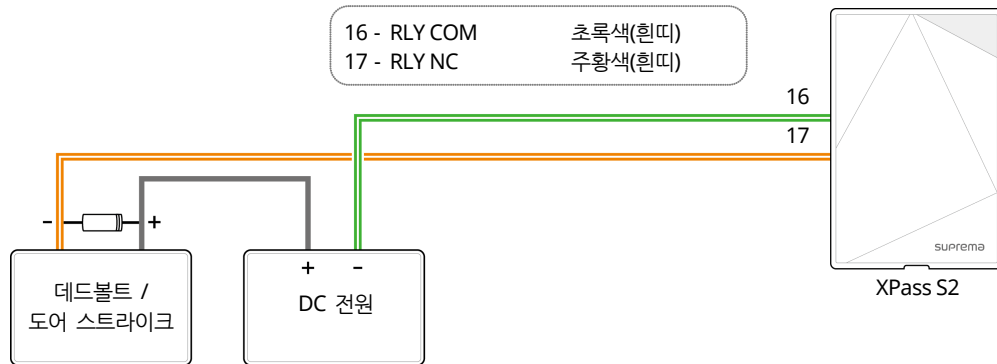 16 - RLY COM 초록색(흰띠)
17 - RLY NC 주황색(흰띠)
16
17
- +
+ -
데드볼트 /
도어 스트라이크
DC 전원
suprema
XPass S2